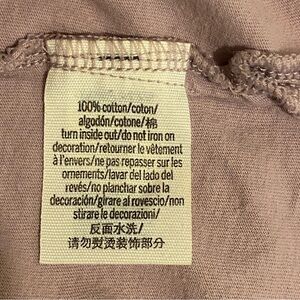 100% cotton/coton/
algodón/cotone/棉
turn inside out/do not iron on
decoration/retourner le vêtement
à l'envers/ne pas repasser sur les
ornements/lavar del lado del
revés/no planchar sobre la
decoración/girare al rovescio/non
stirare le decorazioni/
反面水洗/
请勿熨烫装饰部分